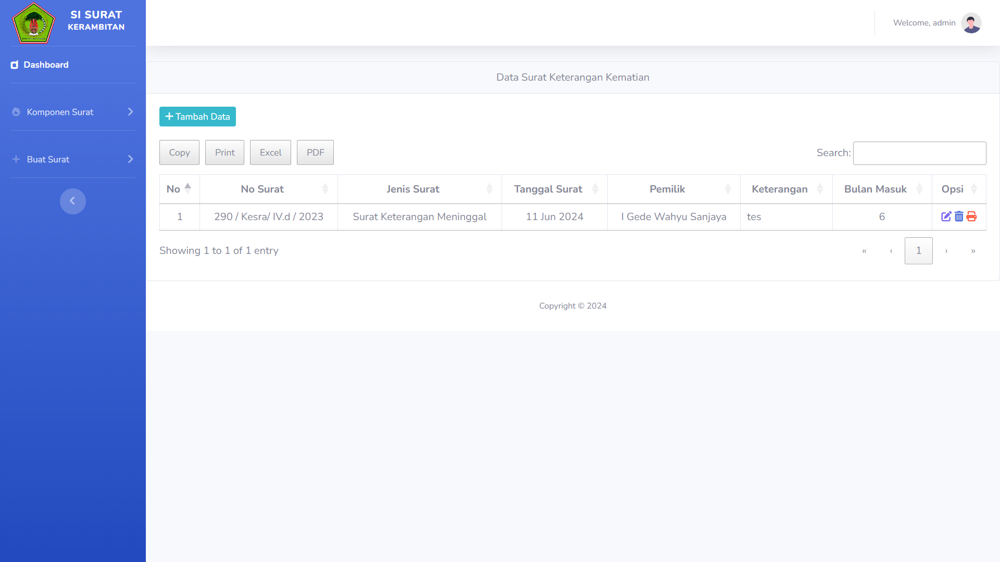 SI SURAT
KERAMBITAN
Welcome, admin
Dashboard
Komponen Surat
Buat Surat
Data Surat Keterangan Kematian
Tambah Data
Copy Print Excel PDF Search:
No No Surat Jenis Surat Tanggal Surat Pemilik Keterangan Bulan Masuk Opsi
1 290 / Kesra/ IV.d / 2023 Surat Keterangan Meninggal 11 Jun 2024 I Gede Wahyu Sanjaya tes 6
Showing 1 to 1 of 1 entry « ‹ 1 › »
Copyright © 2024